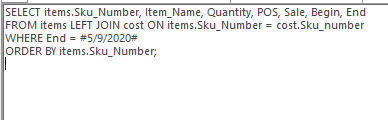 SELECT items.Sku_Number, Item_Name, Quantity, POS, Sale, Begin, End
FROM items LEFT JOIN cost ON items.Sku_Number = cost.Sku_number
WHERE End = #5/9/2020#
ORDER BY items.Sku_Number;